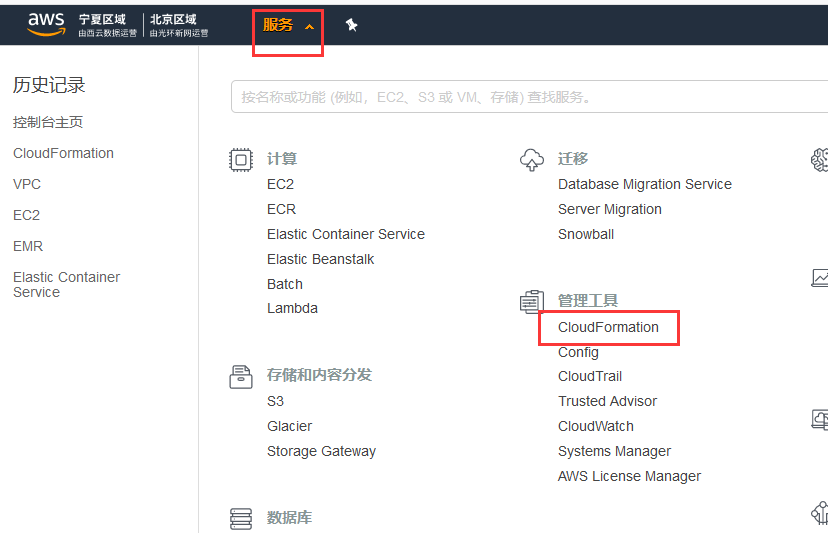 aws 宁夏区域 北京区域 服务
由西云数据运营 由光环新网运营
历史记录
控制台主页
CloudFormation
VPC
EC2
EMR
Elastic Container
Service
按名称或功能 (例如，EC2、S3 或 VM、存储) 查找服务。
计算
EC2
ECR
Elastic Container Service
Elastic Beanstalk
Batch
Lambda
存储和内容分发
S3
Glacier
Storage Gateway
数据库
迁移
Database Migration Service
Server Migration
Snowball
管理工具
CloudFormation
Config
CloudTrail
Trusted Advisor
CloudWatch
Systems Manager
AWS License Manager